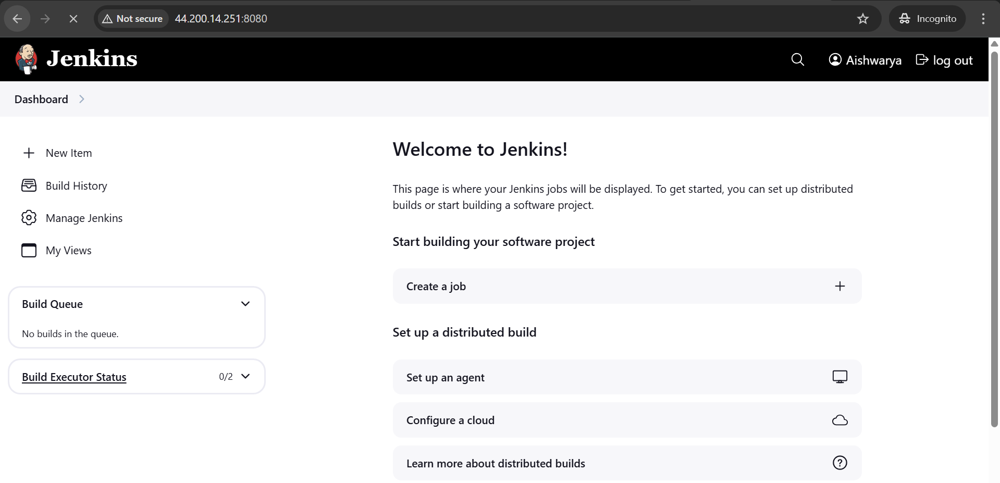 Not secure 44.200.14.251:8080 Incognito
Jenkins Aishwarya log out
Dashboard
New Item
Build History
Manage Jenkins
My Views
Build Queue
No builds in the queue.
Build Executor Status 0/2
Welcome to Jenkins!
This page is where your Jenkins jobs will be displayed. To get started, you can set up distributed
builds or start building a software project.
Start building your software project
Create a job
Set up a distributed build
Set up an agent
Configure a cloud
Learn more about distributed builds